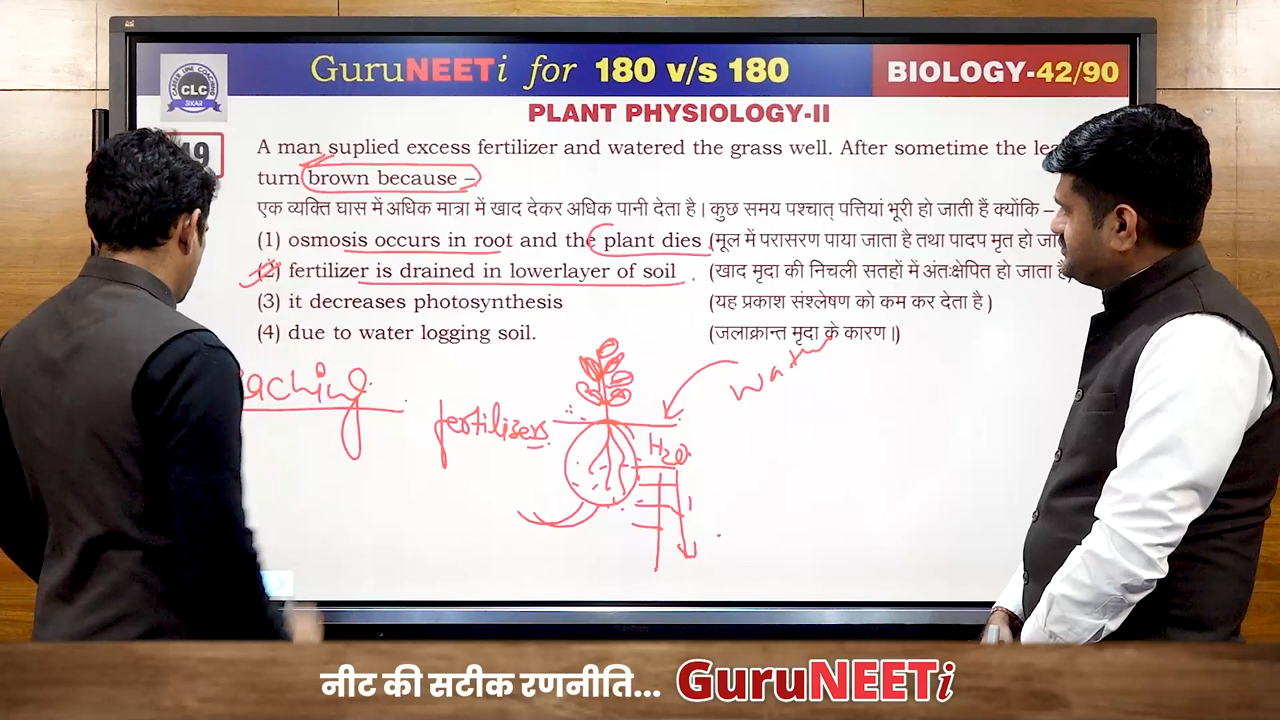 GuruNEETi for 180 v/s 180
BIOLOGY-42/90
CLC
SIKAR
PLANT PHYSIOLOGY-II
49
A man suplied excess fertilizer and watered the grass well. After sometime the
turn brown because –
एक व्यक्ति घास में अधिक मात्रा में खाद देकर अधिक पानी देता है। कुछ समय पश्चात् पत्तियां भूरी हो जाती हैं क्योंकि –
(1) osmosis occurs in root and the plant dies (मूल में परासरण पाया जाता है तथा पादप मृत हो
(2) fertilizer is drained in lowerlayer of soil . (खाद मृदा की निचली सतहों में अंतःक्षेपित हो जाता है)
(3) it decreases photosynthesis (यह प्रकाश संश्लेषण को कम कर देता है)
(4) due to water logging soil. (जलाक्रान्त मृदा के कारण।)
water
fertilizers
H2O
नीट की सटीक रणनीति... GuruNEETi